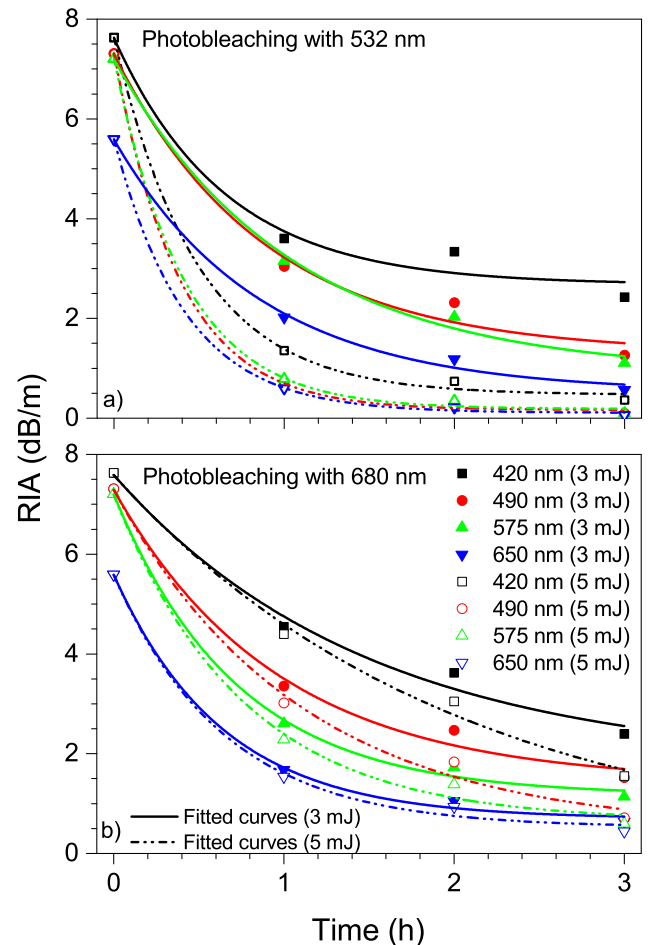 8
Photobleaching with 532 nm
6
4
2
a)
0
RIA (dB/m)
8
Photobleaching with 680 nm
420 nm (3 mJ)
490 nm (3 mJ)
575 nm (3 mJ)
650 nm (3 mJ)
420 nm (5 mJ)
490 nm (5 mJ)
575 nm (5 mJ)
650 nm (5 mJ)
6
4
2
b)
Fitted curves (3 mJ)
Fitted curves (5 mJ)
0
0 1 2 3
Time (h)